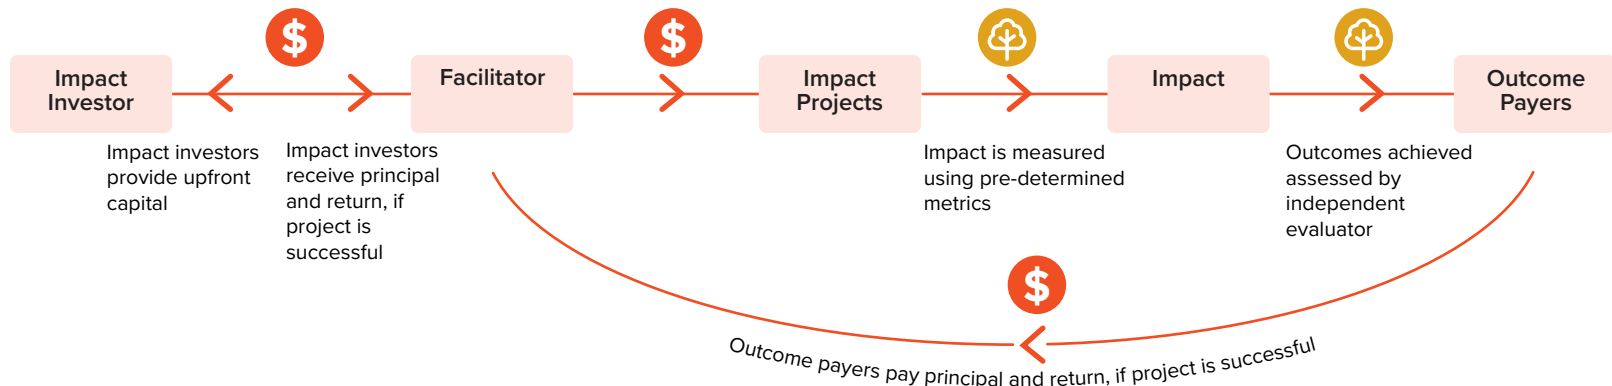 $
$
Impact
Investor
Facilitator
Impact
Projects
Impact
Outcome
Payers
Impact investors
provide upfront
capital
Impact investors
receive principal
and return, if
project is
successful
Impact is measured
using pre-determined
metrics
Outcomes achieved
assessed by
independent
evaluator
$
Outcome payers pay principal and return, if project is successful